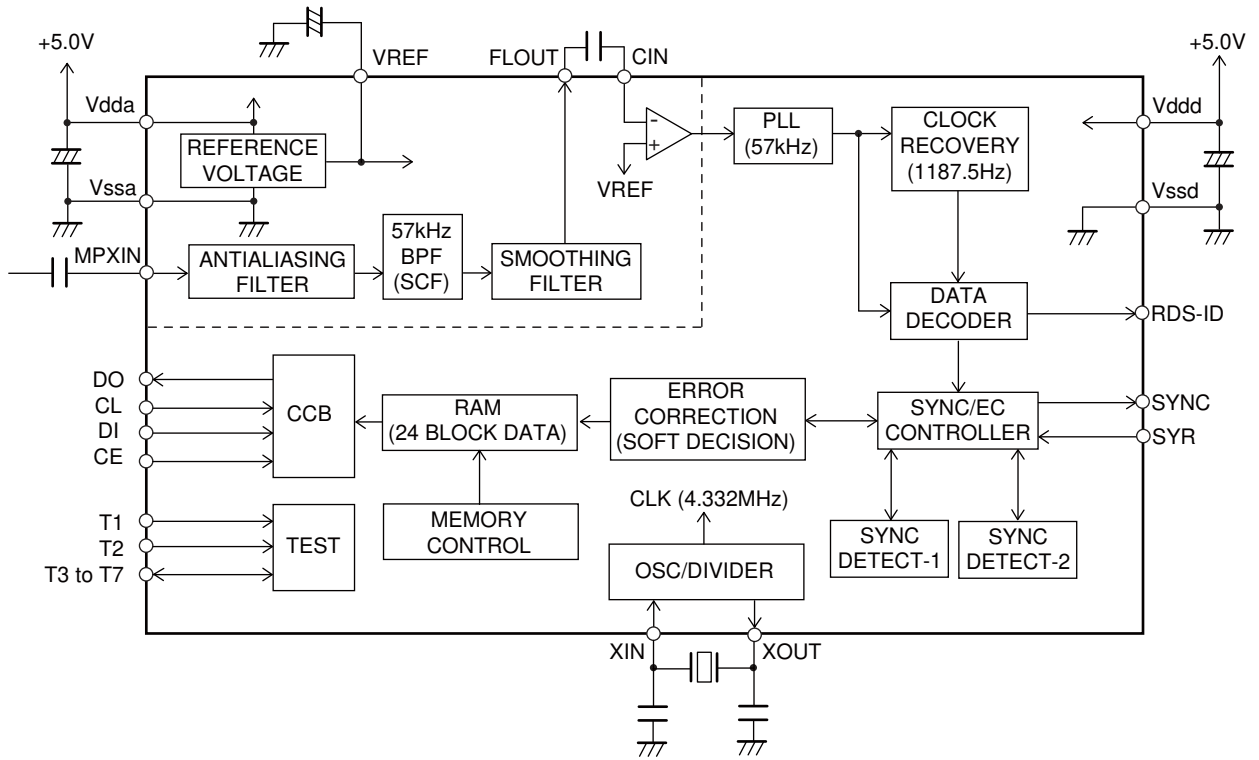 +5.0V
VREF
FLOUT
CIN
+5.0V
Vdda
REFERENCE
VOLTAGE
Vssa
-
+
VREF
PLL
(57kHz)
CLOCK
RECOVERY
(1187.5Hz)
Vddd
Vssd
MPXIN
ANTIALIASING
FILTER
57kHz
BPF
(SCF)
SMOOTHING
FILTER
DATA
DECODER
RDS-ID
DO
CL
DI
CE
CCB
RAM
(24 BLOCK DATA)
ERROR
CORRECTION
(SOFT DECISION)
SYNC/EC
CONTROLLER
SYNC
SYR
T1
T2
T3 to T7
TEST
MEMORY
CONTROL
CLK (4.332MHz)
OSC/DIVIDER
SYNC
DETECT-1
SYNC
DETECT-2
XIN
XOUT